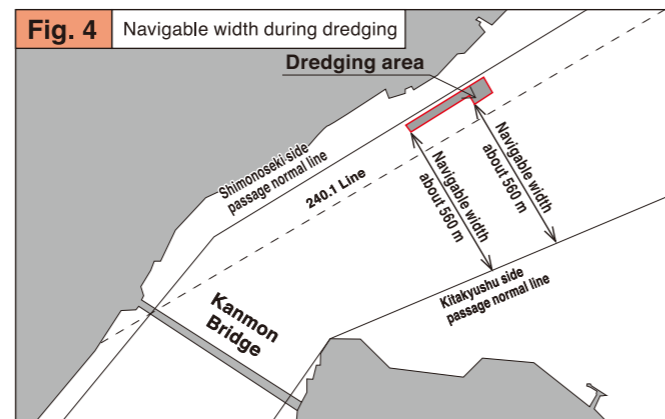 Fig. 4
Navigable width during dredging
Dredging area
Shimonoseki side
passage normal line
240.1 Line
Navigable width
about 560 m
Navigable width
about 560 m
Kitakyushu side
passage normal line
Kanmon
Bridge